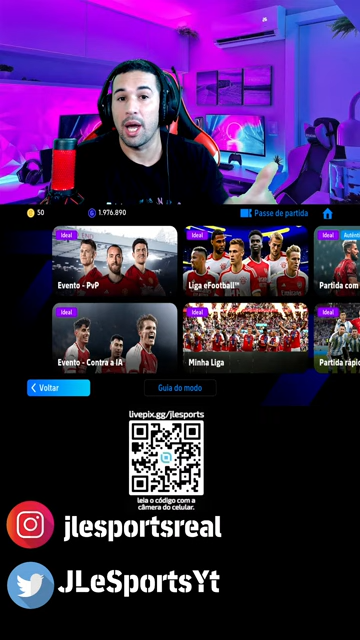 50
1.976.890
Passe de partida
Ideal
Ideal
Ideal
Evento - PvP
Liga eFootball™
Partida com
Ideal
Ideal
Ideal
Evento - Contra a IA
Minha Liga
Partida rápi
Voltar
Guia do modo
livepix.gg/jlesports
leia o código com a
câmera do celular.
jlesportsreal
JLeSportsYt